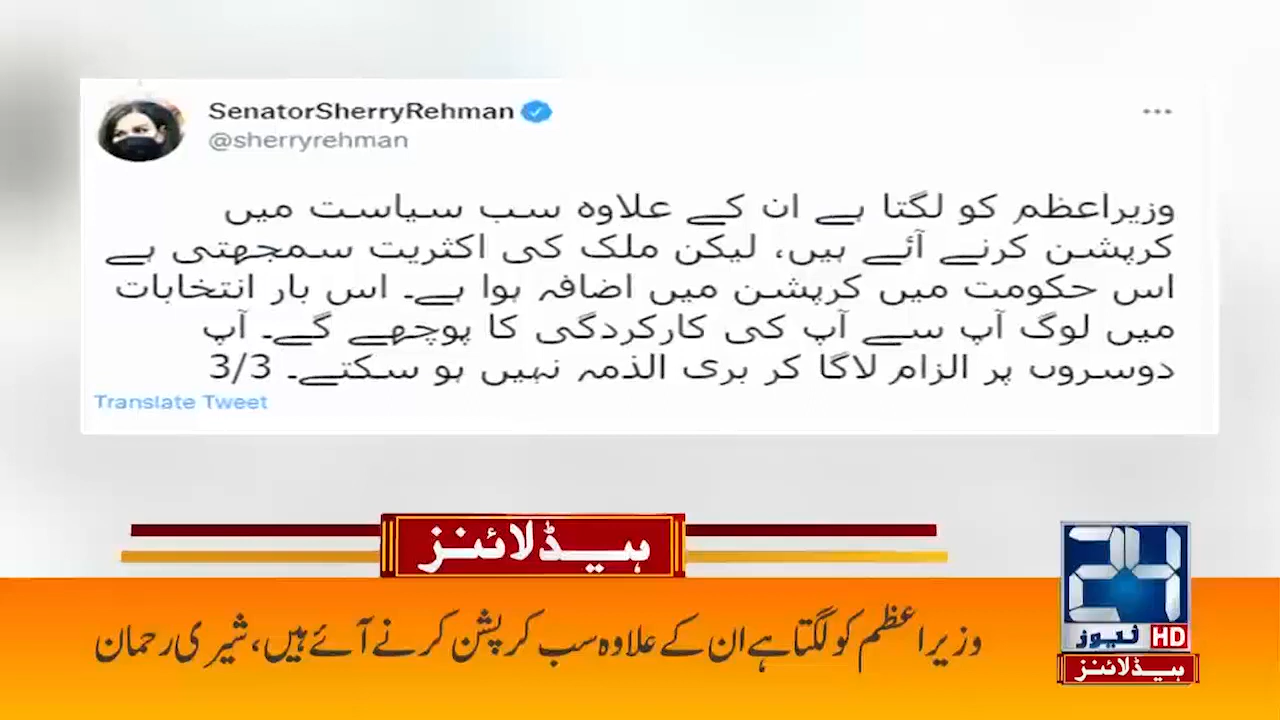 SenatorSherryRehman
@sherryrehman
وزیراعظم کو لگتا ہے ان کے علاوہ سب سیاست میں
کرپشن کرنے آئے ہیں، لیکن ملک کی اکثریت سمجھتی ہے
اس حکومت میں کرپشن میں اضافہ ہوا ہے۔ اس بار انتخابات
میں لوگ آپ سے آپ کی کارکردگی کا پوچھے گے۔ آپ
دوسروں پر الزام لاگا کر بری الذمہ نہیں ہو سکتے۔ 3/3
Translate Tweet
ہیڈلائنز
وزیراعظم کو لگتا ہے ان کے علاوہ سب کرپشن کرنے آئے ہیں، شیری رحمان
24
نیوز HD
ہیڈلائنز